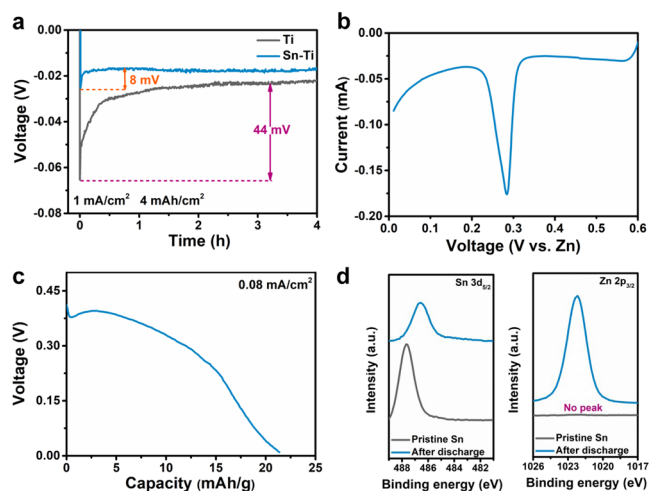 a
0.00
-0.02
-0.04
-0.06
-0.08
Voltage (V)
Ti
Sn-Ti
8 mV
44 mV
1 mA/cm² 4 mAh/cm²
0 1 2 3 4
Time (h)
b
0.00
-0.05
-0.10
-0.15
-0.20
Current (mA)
0.0 0.1 0.2 0.3 0.4 0.5 0.6
Voltage (V vs. Zn)
c
0.45
0.30
0.15
0.00
Voltage (V)
0.08 mA/cm²
0 5 10 15 20 25
Capacity (mAh/g)
d
Sn 3d5/2
Intensity (a.u.)
Pristine Sn
After discharge
488 486 484 482
Binding energy (eV)
Zn 2p3/2
Intensity (a.u.)
No peak
Pristine Sn
After discharge
1026 1023 1020 1017
Binding energy (eV)